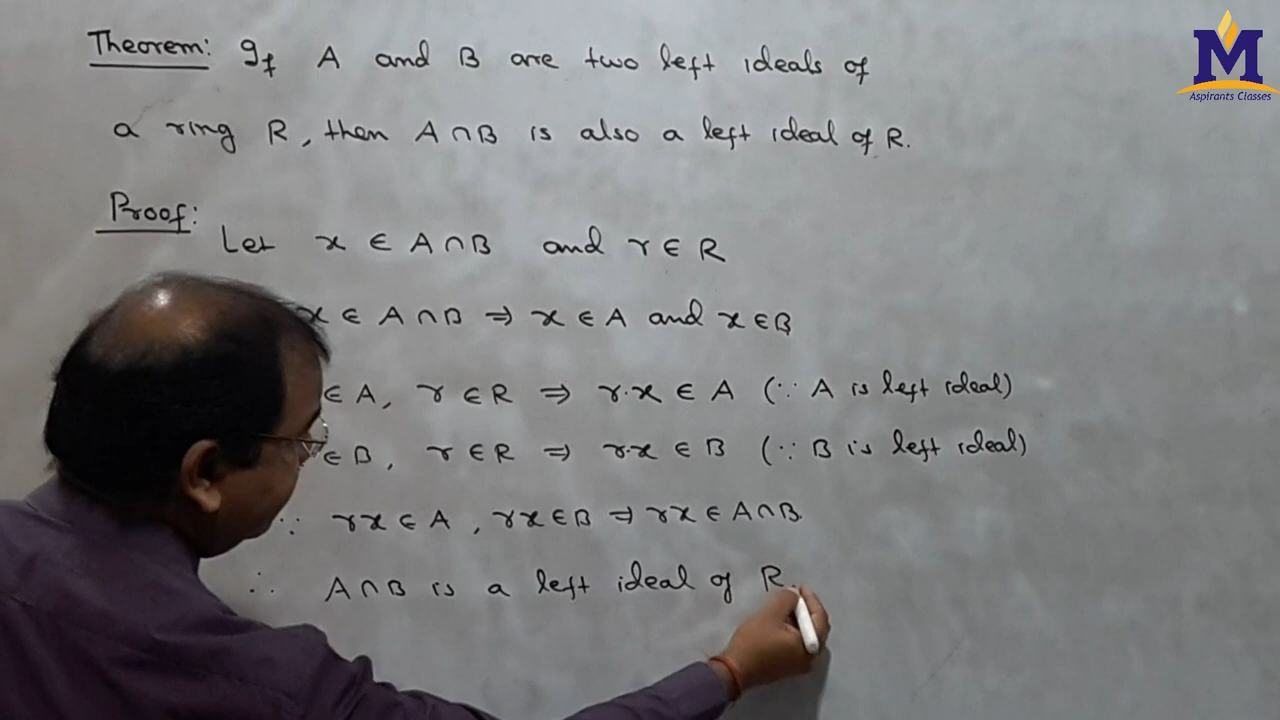 Theorem: If A and B are two left ideals of
M
Aspirants Classes
a ring R, then A ∩ B is also a left ideal of R.
Proof:
Let x ∈ A ∩ B and r ∈ R
x ∈ A ∩ B ⇒ x ∈ A and x ∈ B
∈ A, r ∈ R ⇒ r·x ∈ A (∵ A is left ideal)
∈ B, r ∈ R ⇒ r·x ∈ B (∵ B is left ideal)
∵ rx ∈ A, rx ∈ B ⇒ rx ∈ A ∩ B.
∴ A ∩ B is a left ideal of R.